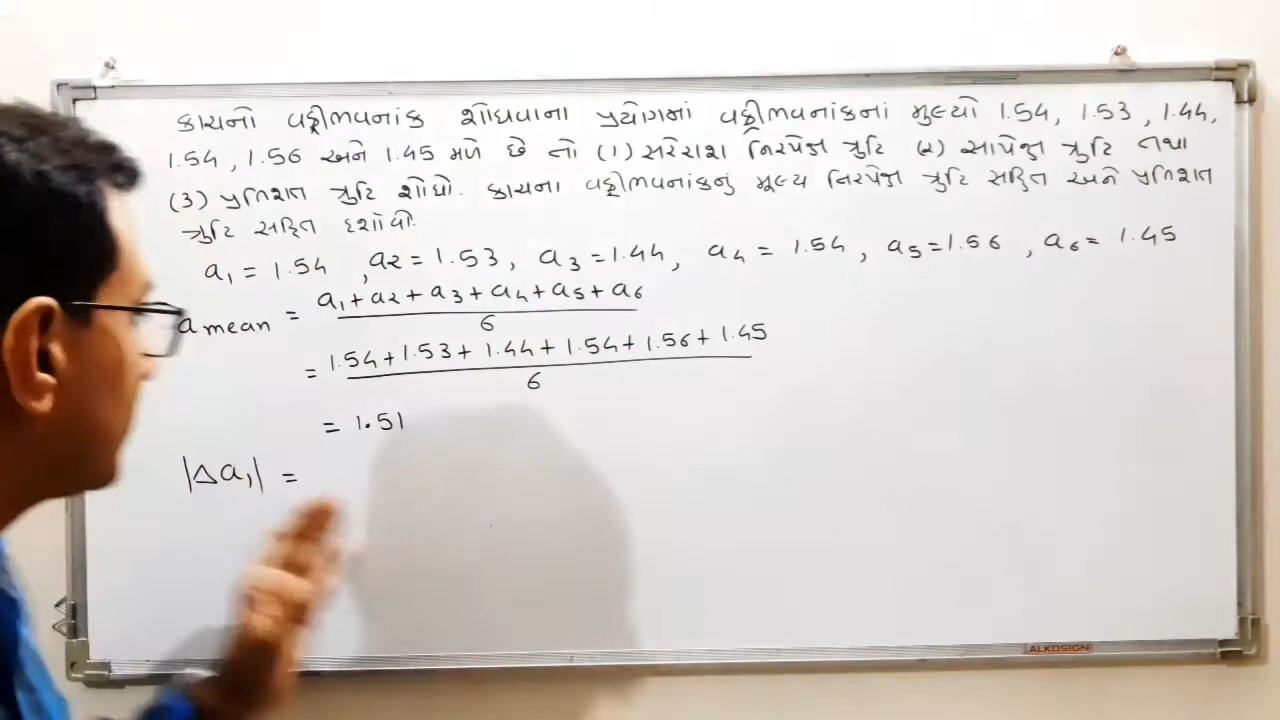 કાચનો વક્રીભવનાંક શોધવાના પ્રયોગમાં વક્રીભવનાંકનાં મુલ્યો 1.54, 1.53, 1.44,
1.54, 1.56 અને 1.45 મળે છે તો (1) સરેરાશ નિરપેક્ષ ત્રુટિ (૨) સાપેક્ષ ત્રુટિ તથા
(3) પ્રતિશત ત્રુટિ શોધો. કાચના વક્રીભવનાંકનું મૂલ્ય નિરપેક્ષ ત્રુટિ સહિત અને પ્રતિશત
ત્રુટિ સહિત દર્શાવો.
a₁ = 1.54, a2 = 1.53, a₃ = 1.44, a₄ = 1.54, a₅ = 1.56, a₆ = 1.45
a mean = a₁ + a2 + a₃ + a₄ + a₅ + a₆ / 6
= 1.54 + 1.53 + 1.44 + 1.54 + 1.56 + 1.45 / 6
= 1.51
|Δa₁| =
ALKOSIGN